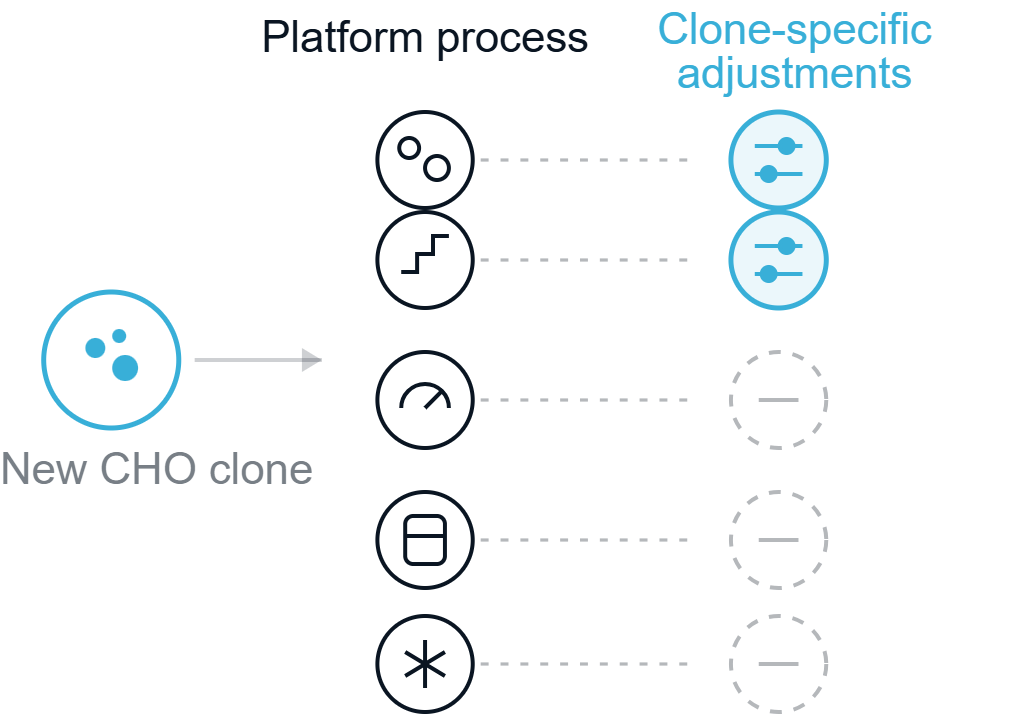 Platform process
Clone-specific
adjustments
New CHO clone